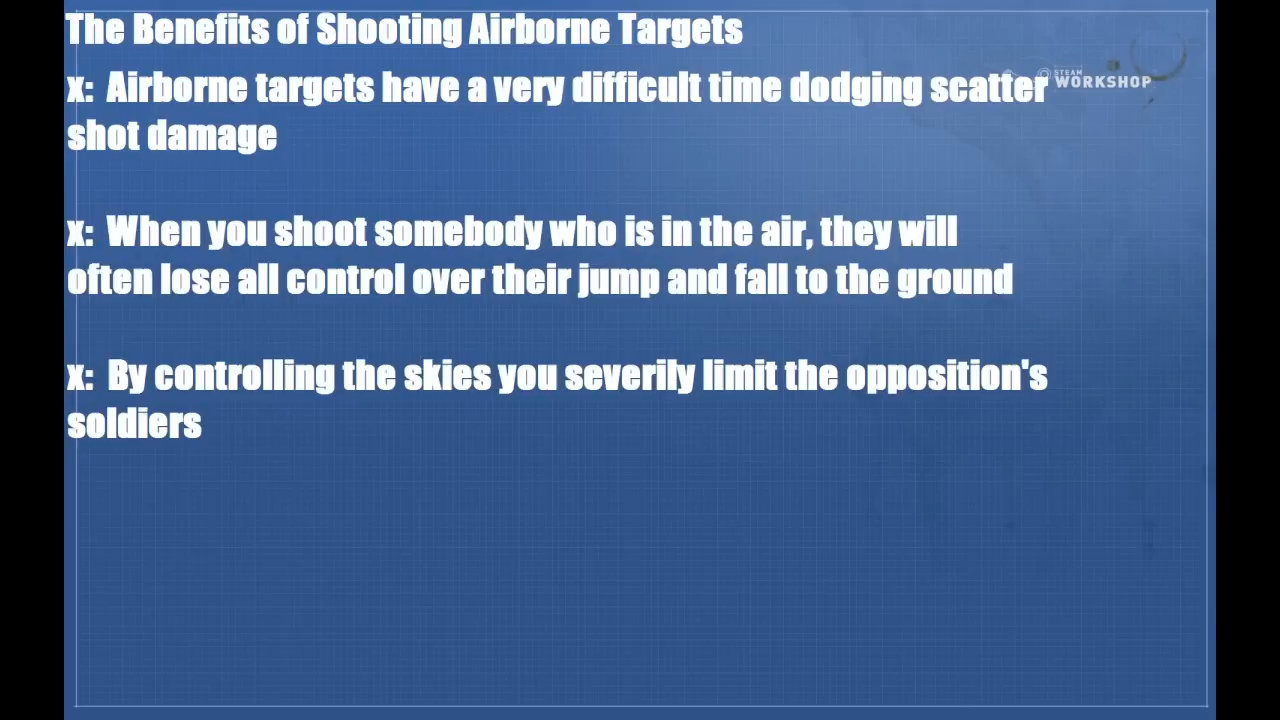 The Benefits of Shooting Airborne Targets
x: Airborne targets have a very difficult time dodging scatter
shot damage
STEAM
WORKSHOP
x: When you shoot somebody who is in the air, they will
often lose all control over their jump and fall to the ground
x: By controlling the skies you severily limit the opposition's
soldiers